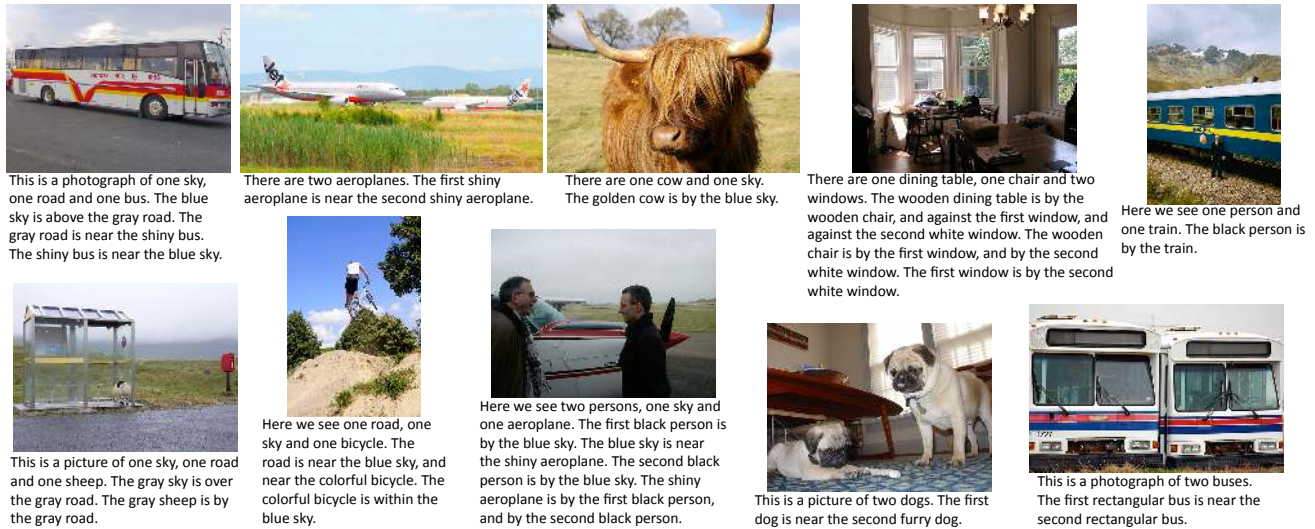 This is a photograph of one sky,
one road and one bus. The blue
sky is above the gray road. The
gray road is near the shiny bus.
The shiny bus is near the blue sky.
There are two aeroplanes. The first shiny
aeroplane is near the second shiny aeroplane.
There are one cow and one sky.
The golden cow is by the blue sky.
There are one dining table, one chair and two
windows. The wooden dining table is by the
wooden chair, and against the first window, and
against the second white window. The wooden
chair is by the first window, and by the second
white window. The first window is by the second
white window.
Here we see one person and
one train. The black person is
by the train.
This is a picture of one sky, one road
and one sheep. The gray sky is over
the gray road. The gray sheep is by
the gray road.
Here we see one road, one
sky and one bicycle. The
road is near the blue sky, and
near the colorful bicycle. The
colorful bicycle is within the
blue sky.
Here we see two persons, one sky and
one aeroplane. The first black person is
by the blue sky. The blue sky is near
the shiny aeroplane. The second black
person is by the blue sky. The shiny
aeroplane is by the first black person,
and by the second black person.
This is a picture of two dogs. The first
dog is near the second furry dog.
This is a photograph of two buses.
The first rectangular bus is near the
second rectangular bus.